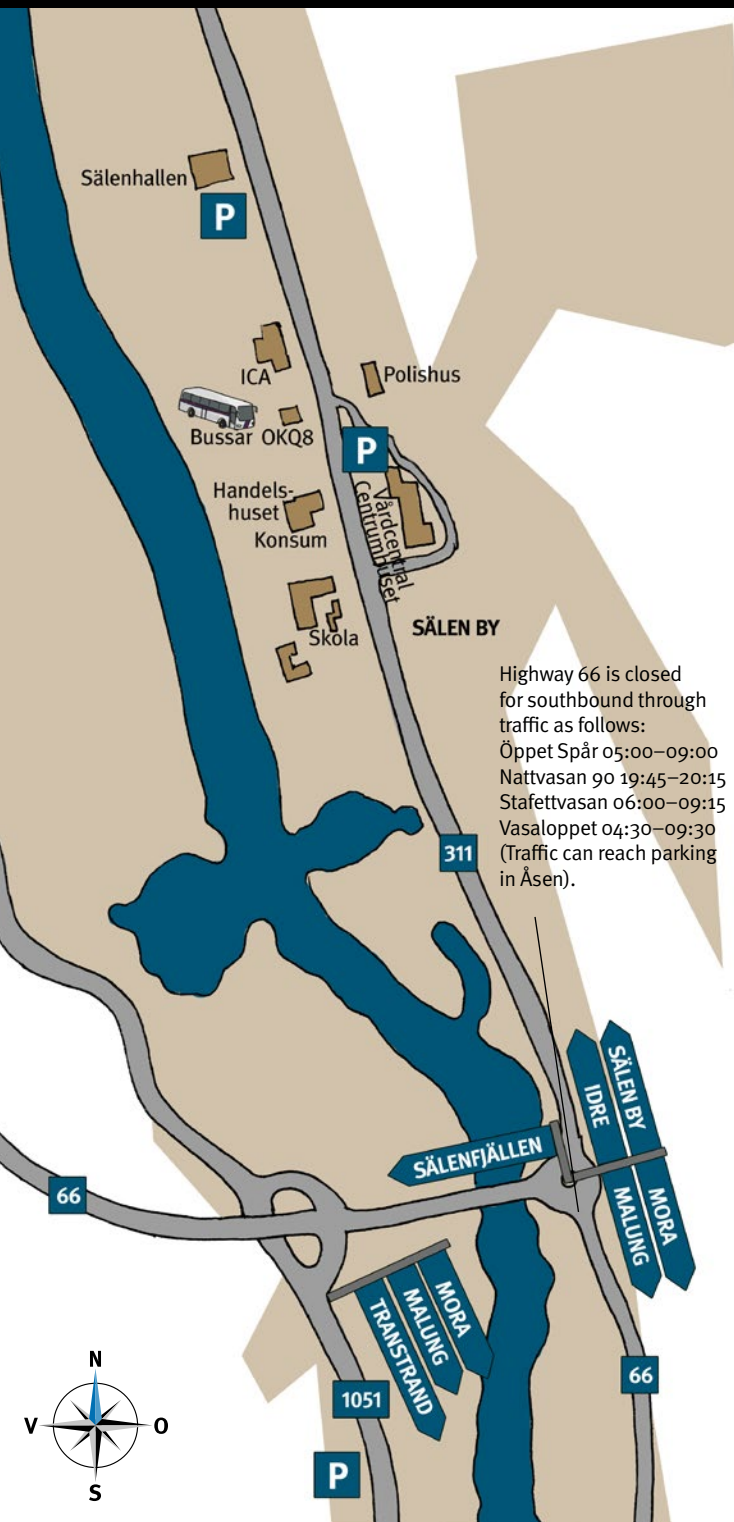 Sälenhallen
P
ICA
Polishus
Bussar
OKQ8
P
Handels-
huset
Konsum
Vårdcentral
Centrumhuset
Skola
SÄLEN BY
Highway 66 is closed
for southbound through
traffic as follows:
Öppet Spår 05:00–09:00
Nattvasan 90 19:45–20:15
Stafettvasan 06:00–09:15
Vasaloppet 04:30–09:30
(Traffic can reach parking
in Åsen).
311
SÄLEN BY
IDRE
SÄLENFJÄLLEN
MORA
MALUNG
66
MORA
MALUNG
TRANSTRAND
66
1051
P
N
V
O
S